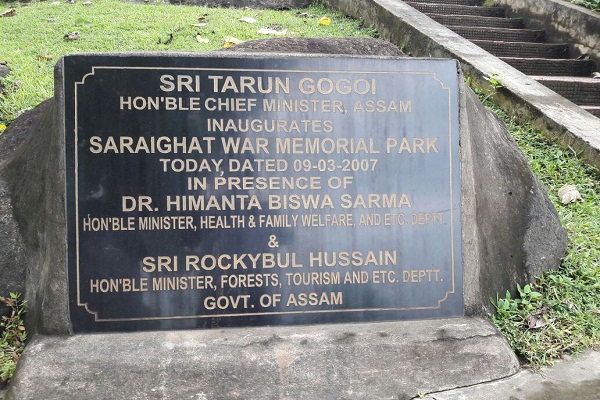 SRI TARUN GOGOI
HON'BLE CHIEF MINISTER, ASSAM
INAUGURATES
SARAIGHAT WAR MEMORIAL PARK
TODAY, DATED 09-03-2007
IN PRESENCE OF
DR. HIMANTA BISWA SARMA
HON'BLE MINISTER, HEALTH & FAMILY WELFARE, AND ETC. DEPTT.
&
SRI ROCKYBUL HUSSAIN
HON'BLE MINISTER, FORESTS, TOURISM AND ETC. DEPTT.
GOVT. OF ASSAM